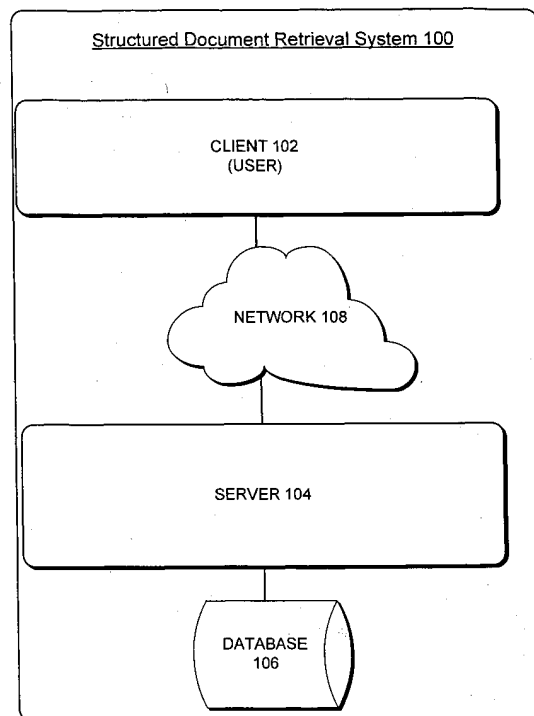 Structured Document Retrieval System 100
CLIENT 102
(USER)
NETWORK 108
SERVER 104
DATABASE
106